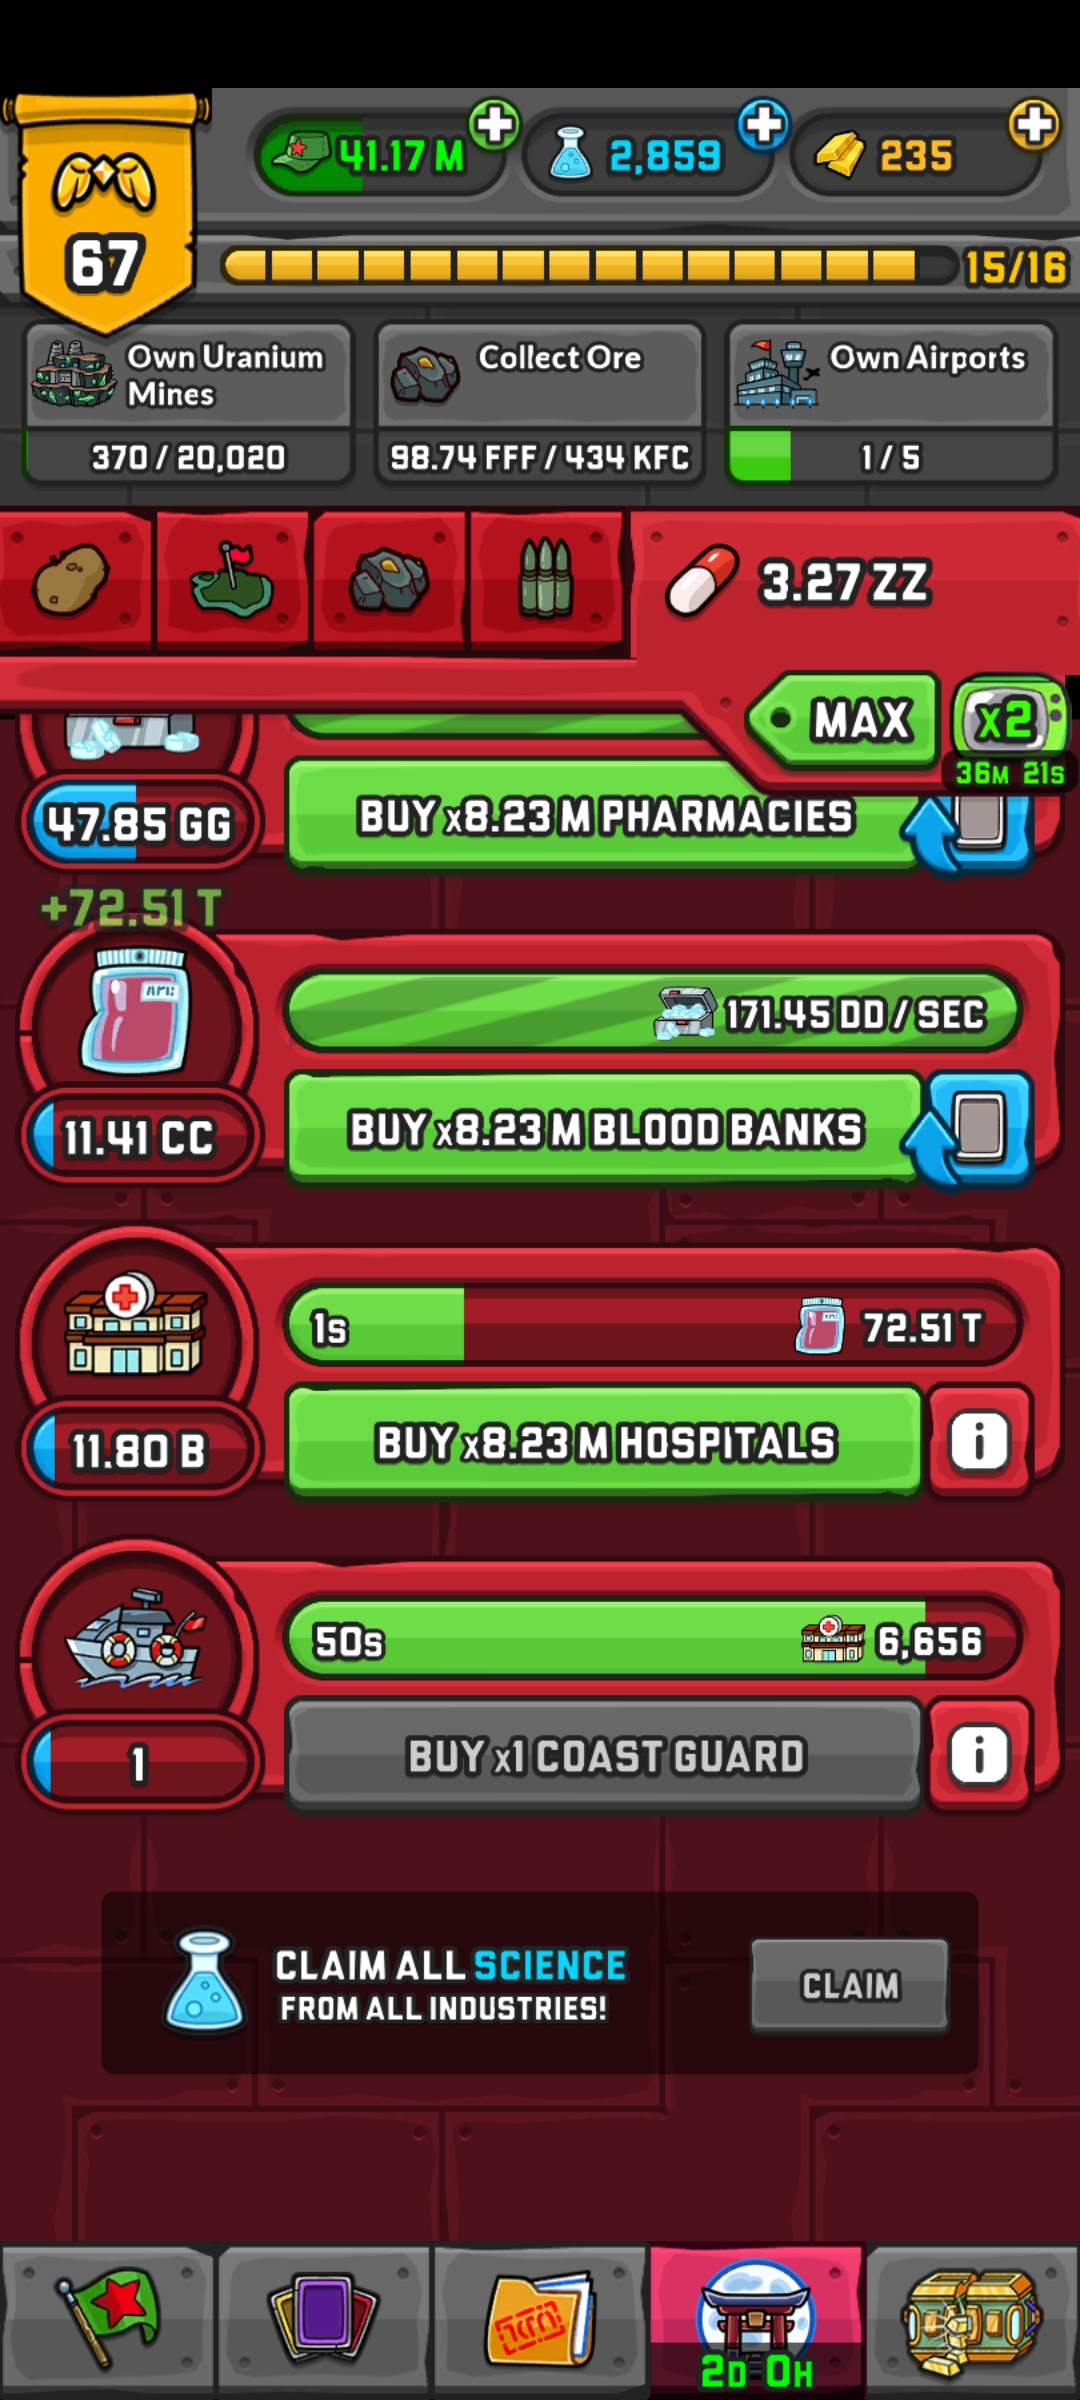 41.17 M
2,859
235
67
15/16
Own Uranium
Mines
370 / 20,020
Collect Ore
98.74 FFF / 434 KFC
Own Airports
1 / 5
3.27 ZZ
MAX
x2
36M 21S
47.85 GG
BUY x8.23 M PHARMACIES
+72.51 T
171.45 DD / SEC
11.41 CC
BUY x8.23 M BLOOD BANKS
1s
72.51 T
11.80 B
BUY x8.23 M HOSPITALS
i
50s
6,656
1
BUY x1 COAST GUARD
i
CLAIM ALL SCIENCE
FROM ALL INDUSTRIES!
CLAIM
2D 0H